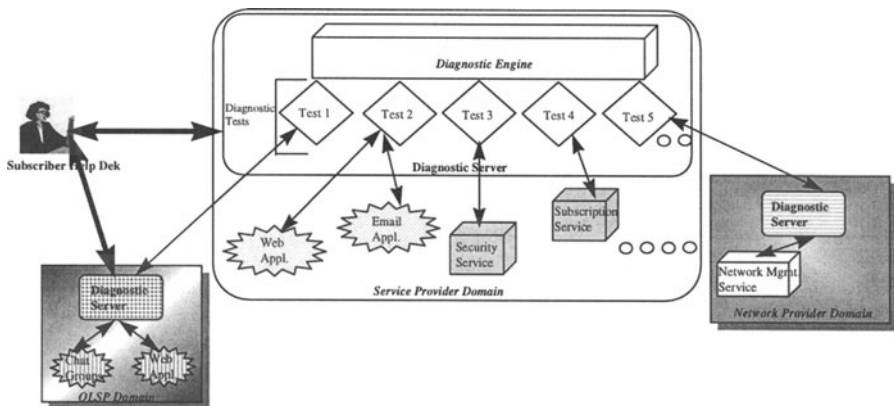 Diagnostic Engine
Diagnostic
Tests
Test 1
Test 2
Test 3
Test 4
Test 5
Diagnostic Server
Subscriber Help Dek
Web
Appl.
Email
Appl.
Security
Service
Subscription
Service
Service Provider Domain
Diagnostic
Server
Chat
Groups
Web
Appl
OLSP Domain
Diagnostic
Server
Network Mgmt.
Service
Network Provider Domain